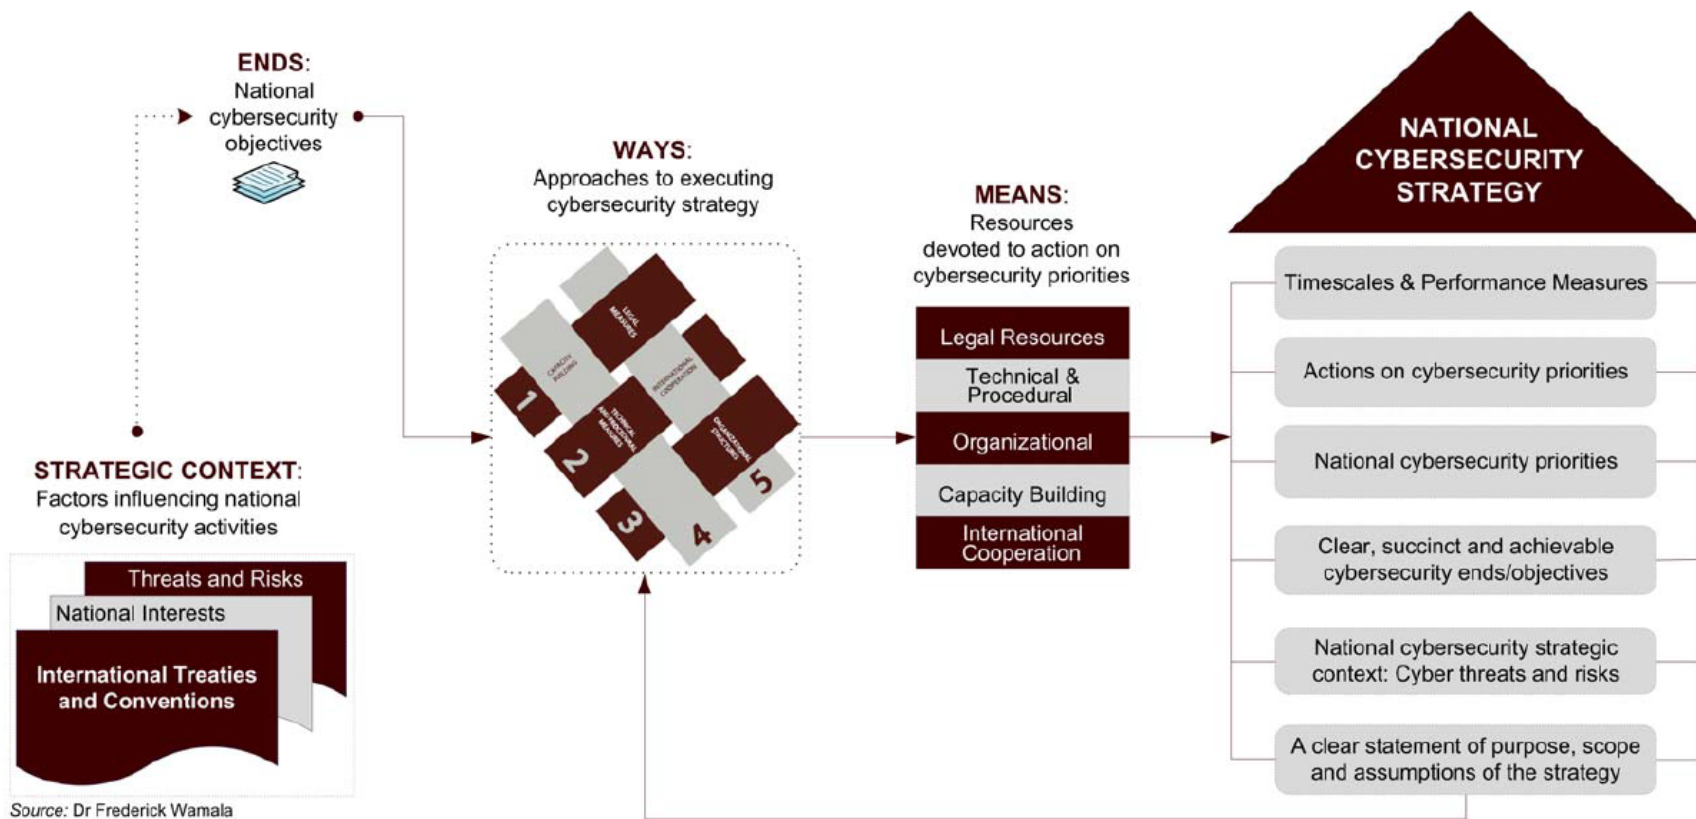 ENDS:
National
cybersecurity
objectives
STRATEGIC CONTEXT:
Factors influencing national
cybersecurity activities
Threats and Risks
National Interests
International Treaties
and Conventions
Source: Dr Frederick Wamala
WAYS:
Approaches to executing
cybersecurity strategy
LEGAL
MEASURES
CAPACITY
BUILDING
INTERNATIONAL
COOPERATION
TECHNICAL
AND PROCEDURAL
MEASURES
ORGANIZATIONAL
STRUCTURES
1
2
3
4
5
MEANS:
Resources
devoted to action on
cybersecurity priorities
Legal Resources
Technical &
Procedural
Organizational
Capacity Building
International
Cooperation
NATIONAL
CYBERSECURITY
STRATEGY
Timescales & Performance Measures
Actions on cybersecurity priorities
National cybersecurity priorities
Clear, succinct and achievable
cybersecurity ends/objectives
National cybersecurity strategic
context: Cyber threats and risks
A clear statement of purpose, scope
and assumptions of the strategy